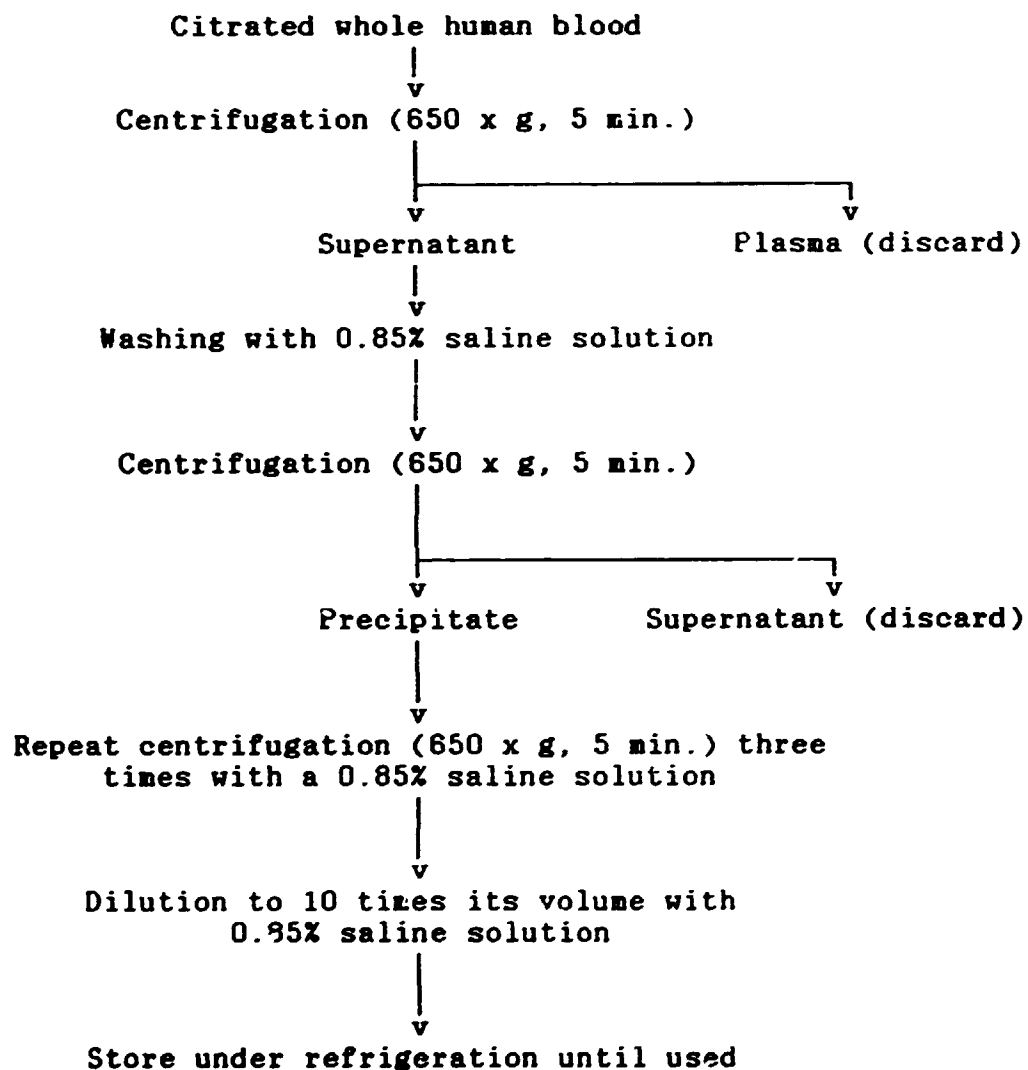 Citrated whole human blood
Centrifugation (650 x g, 5 min.)
Supernatant Plasma (discard)
Washing with 0.85% saline solution
Centrifugation (650 x g, 5 min.)
Precipitate Supernatant (discard)
Repeat centrifugation (650 x g, 5 min.) three
times with a 0.85% saline solution
Dilution to 10 times its volume with
0.85% saline solution
Store under refrigeration until used